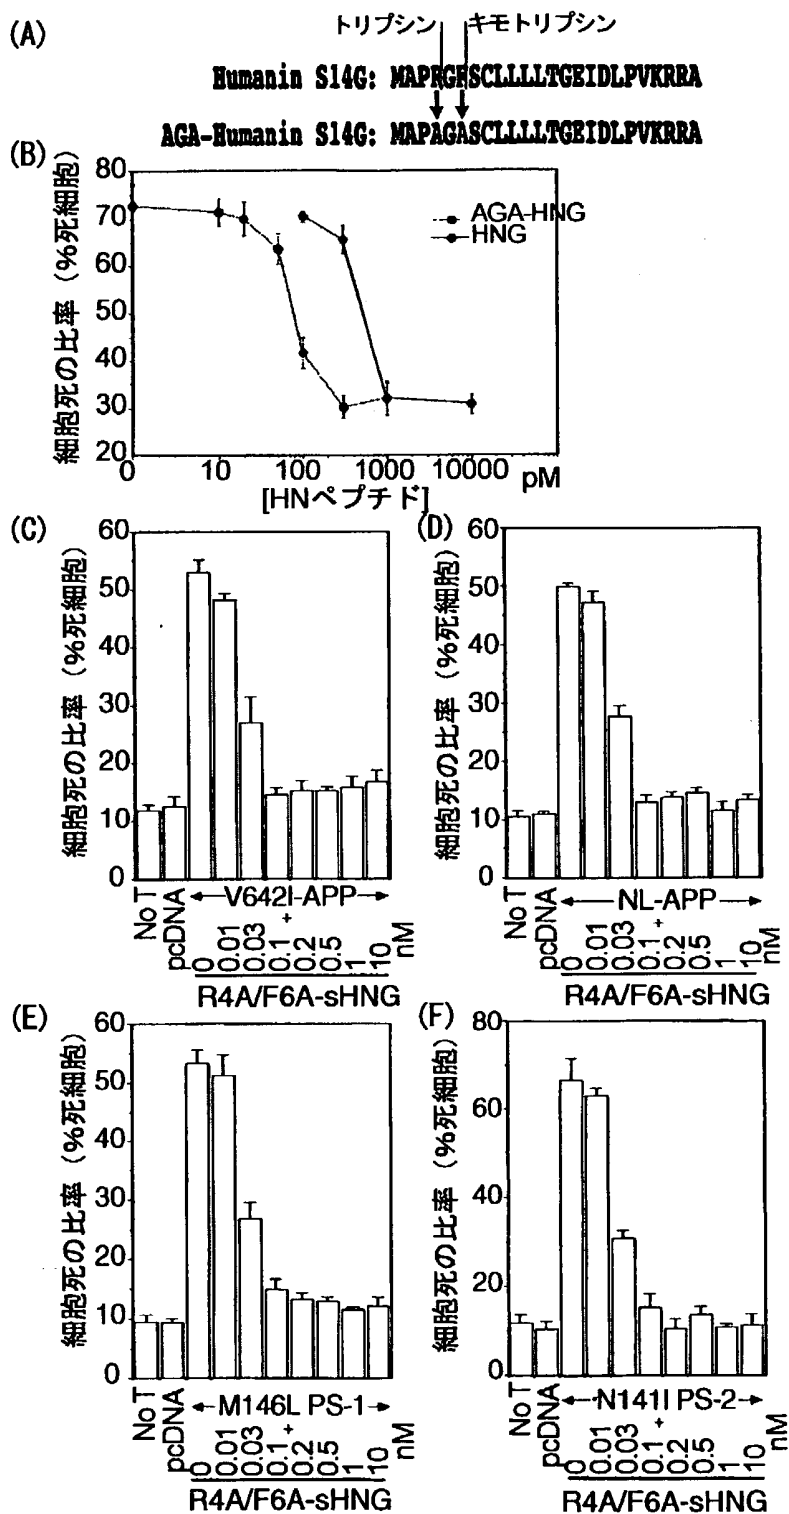 (A)
トリプシン キモトリプシン
Humanin S14G: MAPRGFSCLLLLTGEIDLPVKRRA
AGA-Humanin S14G: MAPAGASCLLLLTGEIDLPVKRRA
(B)
細胞死の比率(%死細胞)
80
70
60
50
40
30
20
AGA-HNG
HNG
0 10 100 1000 10000 pM
[HNペプチド]
(C)
細胞死の比率(%死細胞)
60
50
40
30
20
10
0
No T pcDNA 0 0.01 0.03 0.1 0.2 0.5 1 10 nM
←V642I-APP→
+
R4A/F6A-sHNG
(D)
細胞死の比率(%死細胞)
60
50
40
30
20
10
0
No T pcDNA 0 0.01 0.03 0.1 0.2 0.5 1 10 nM
← NL-APP →
+
R4A/F6A-sHNG
(E)
細胞死の比率(%死細胞)
60
50
40
30
20
10
0
No T pcDNA 0 0.01 0.03 0.1 0.2 0.5 1 10 nM
←M146L PS-1→
+
R4A/F6A-sHNG
(F)
細胞死の比率(%死細胞)
80
60
40
20
0
No T pcDNA 0 0.01 0.03 0.1 0.2 0.5 1 10 nM
←N141I PS-2→
+
R4A/F6A-sHNG